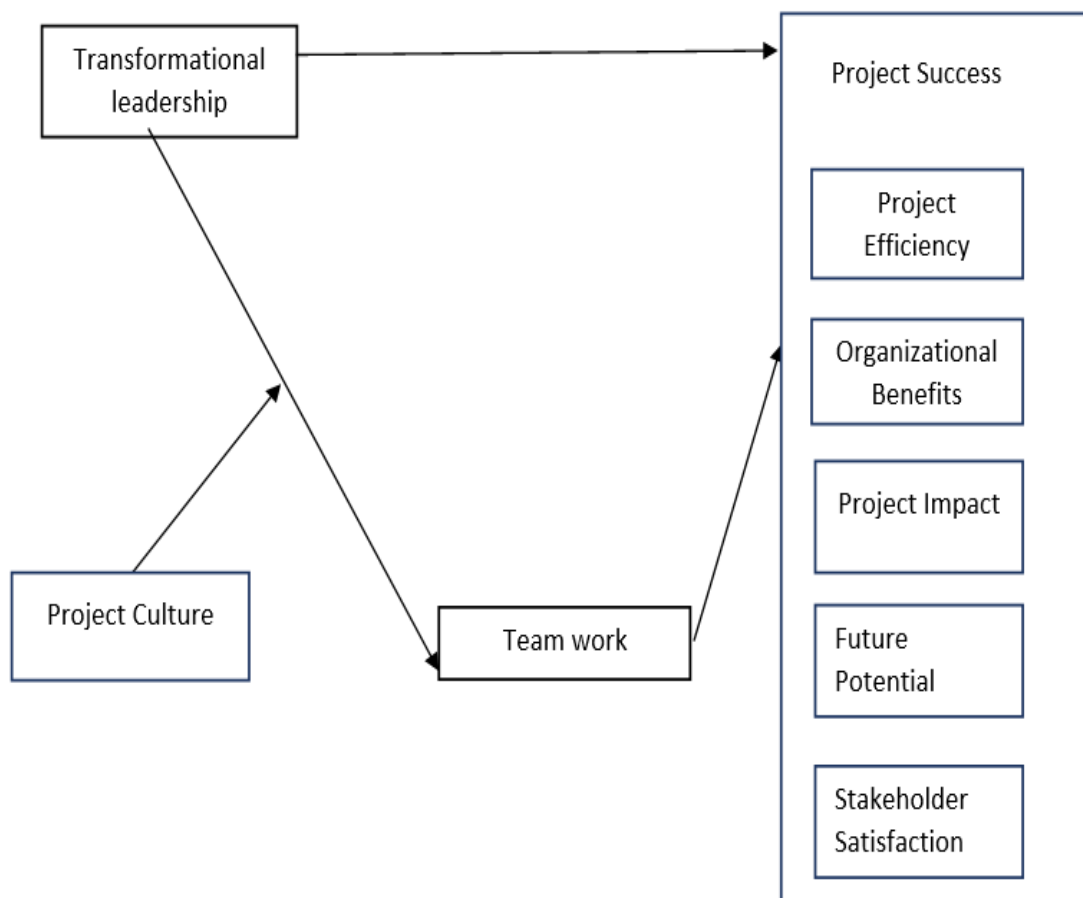 Transformational
leadership
Project Success
Project
Efficiency
Organizational
Benefits
Project Impact
Project Culture
Team work
Future
Potential
Stakeholder
Satisfaction